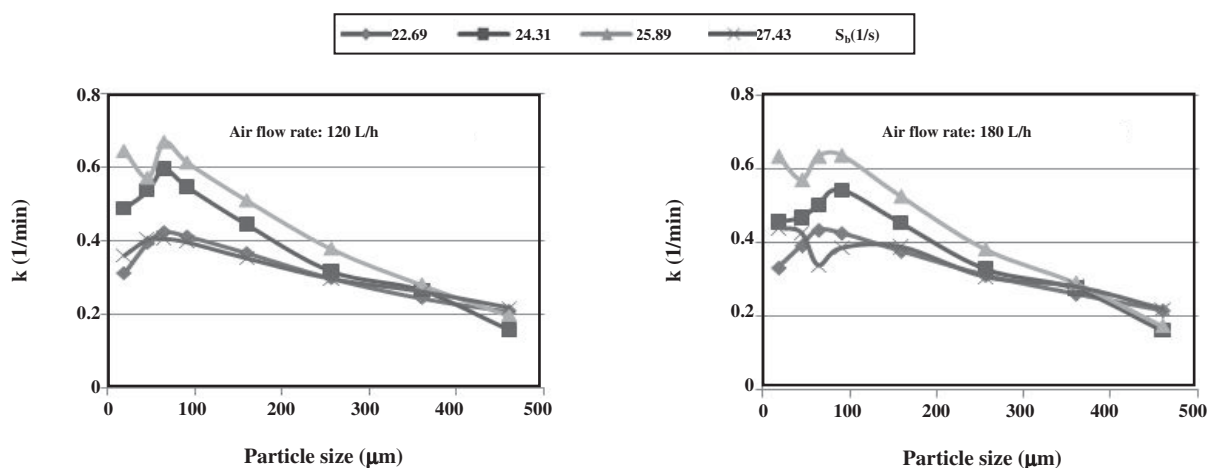 22.69 24.31 25.89 27.43 S_b(1/s)
Air flow rate: 120 L/h
k (1/min)
0.8
0.6
0.4
0.2
0
0 100 200 300 400 500
Particle size (μm)
Air flow rate: 180 L/h
k (1/min)
0.8
0.6
0.4
0.2
0
0 100 200 300 400 500
Particle size (μm)